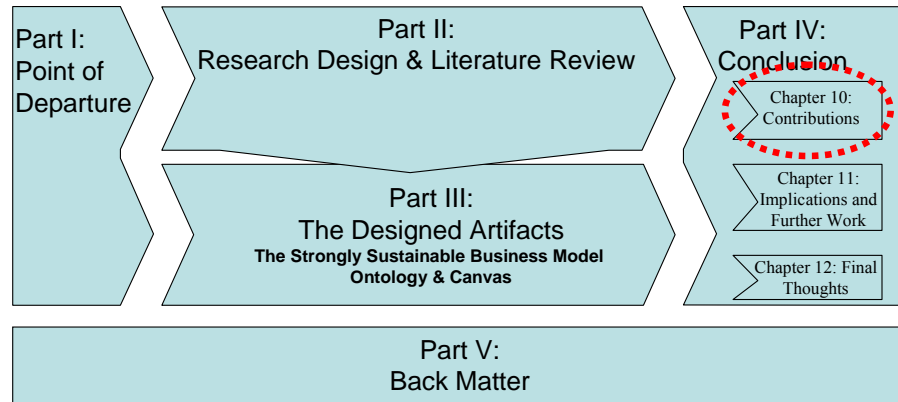 Part I:
Point of
Departure
Part II:
Research Design & Literature Review
Part III:
The Designed Artifacts
The Strongly Sustainable Business Model
Ontology & Canvas
Part IV:
Conclusion
Chapter 10:
Contributions
Chapter 11:
Implications and
Further Work
Chapter 12: Final
Thoughts
Part V:
Back Matter